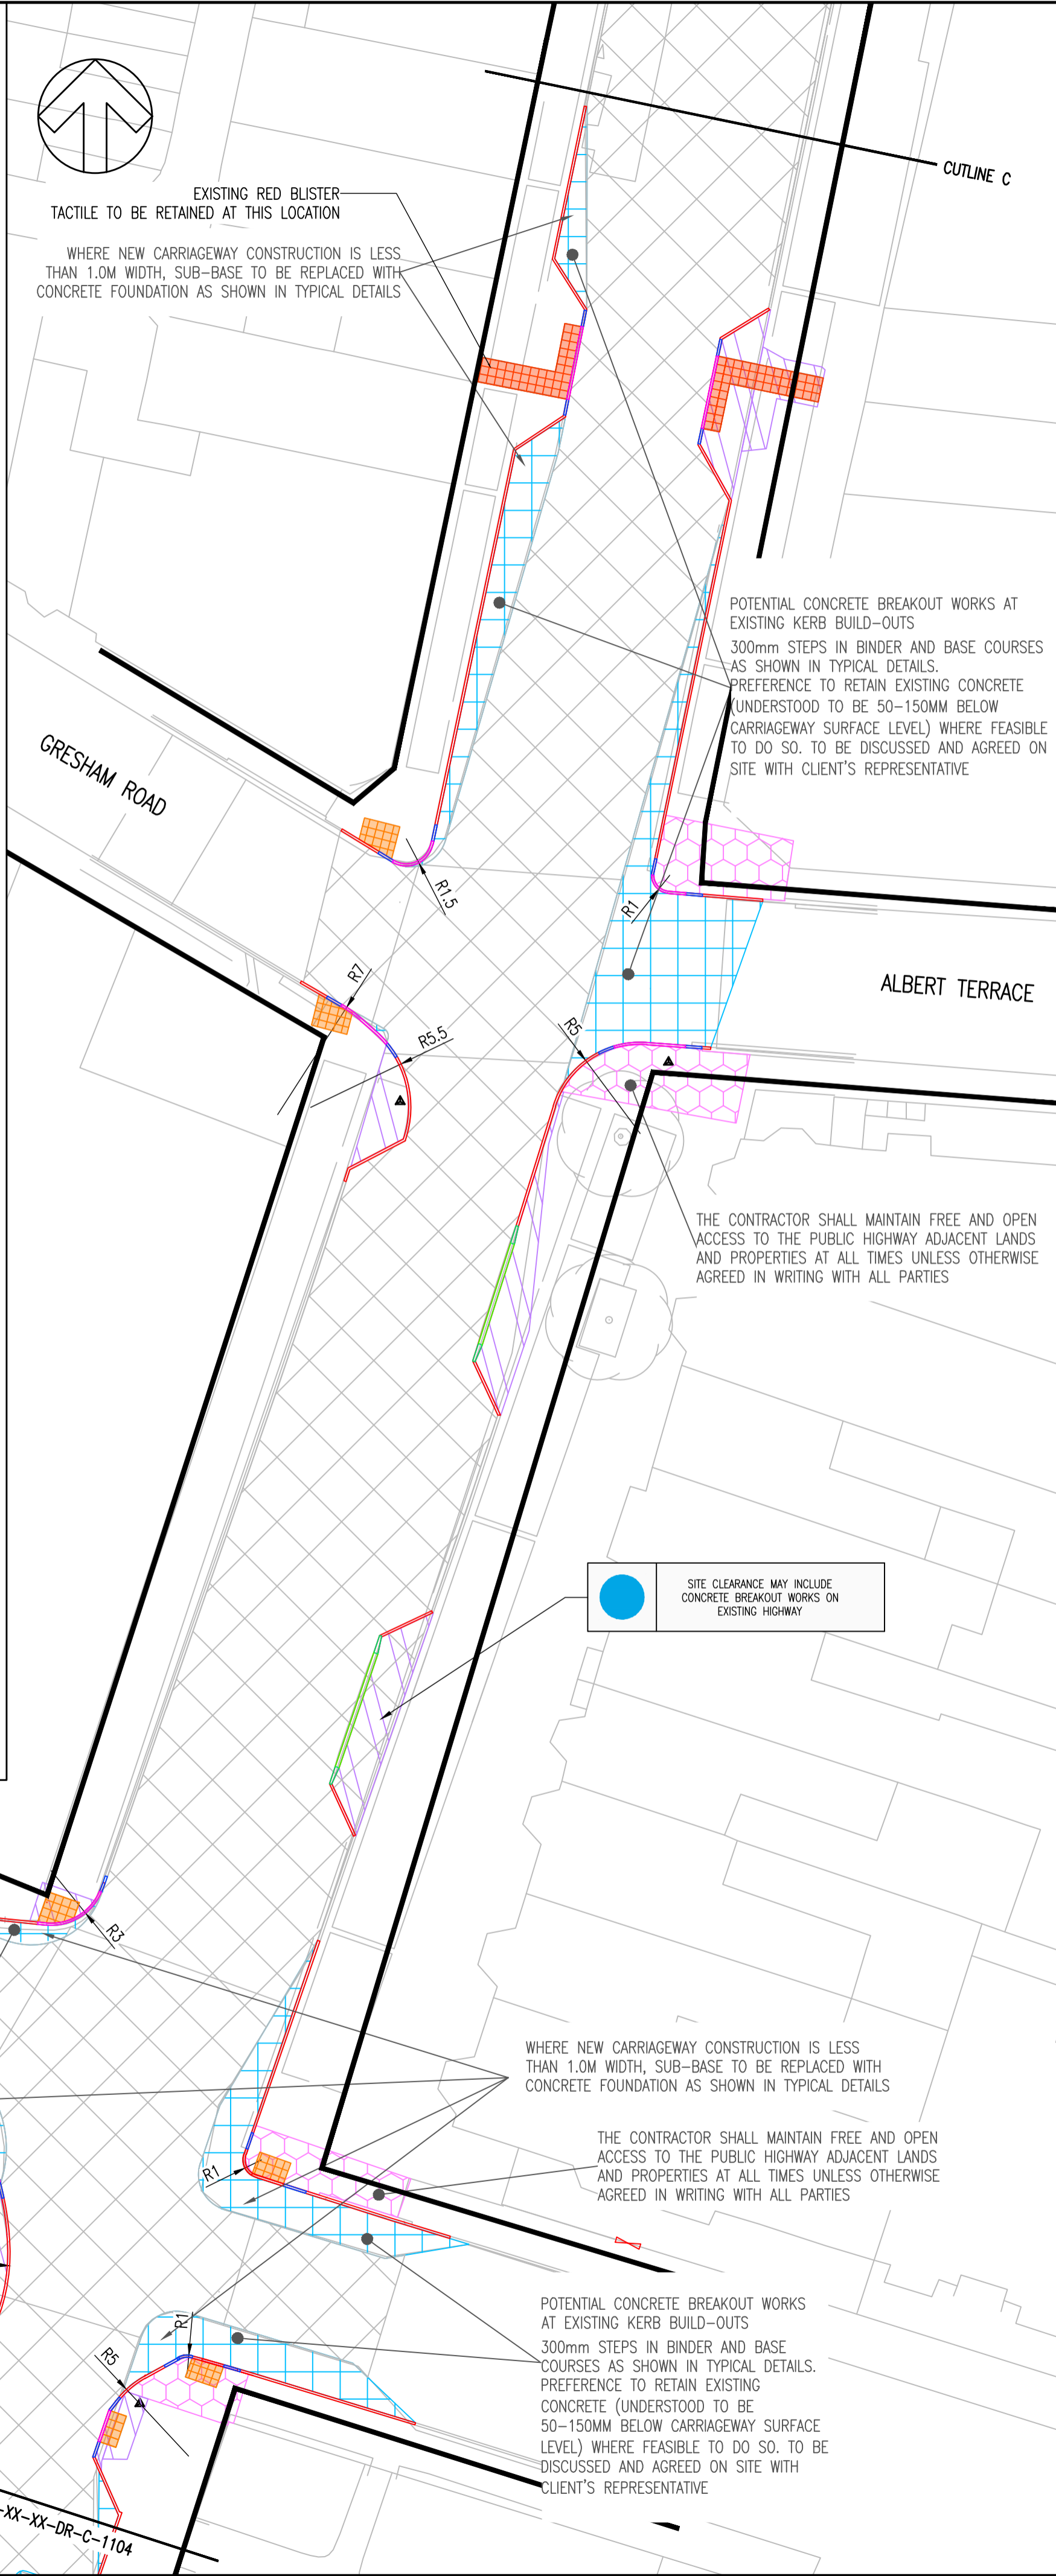 CUTLINE C
EXISTING RED BLISTER
TACTILE TO BE RETAINED AT THIS LOCATION
WHERE NEW CARRIAGEWAY CONSTRUCTION IS LESS
THAN 1.0M WIDTH, SUB-BASE TO BE REPLACED WITH
CONCRETE FOUNDATION AS SHOWN IN TYPICAL DETAILS
POTENTIAL CONCRETE BREAKOUT WORKS AT
EXISTING KERB BUILD-OUTS
300mm STEPS IN BINDER AND BASE COURSES
AS SHOWN IN TYPICAL DETAILS.
PREFERENCE TO RETAIN EXISTING CONCRETE
(UNDERSTOOD TO BE 50-150MM BELOW
CARRIAGEWAY SURFACE LEVEL) WHERE FEASIBLE
TO DO SO. TO BE DISCUSSED AND AGREED ON
SITE WITH CLIENT'S REPRESENTATIVE
GRESHAM ROAD
R1.5
R1
R7
ALBERT TERRACE
R5
R5.5
THE CONTRACTOR SHALL MAINTAIN FREE AND OPEN
ACCESS TO THE PUBLIC HIGHWAY ADJACENT LANDS
AND PROPERTIES AT ALL TIMES UNLESS OTHERWISE
AGREED IN WRITING WITH ALL PARTIES
SITE CLEARANCE MAY INCLUDE
CONCRETE BREAKOUT WORKS ON
EXISTING HIGHWAY
R3
WHERE NEW CARRIAGEWAY CONSTRUCTION IS LESS
THAN 1.0M WIDTH, SUB-BASE TO BE REPLACED WITH
CONCRETE FOUNDATION AS SHOWN IN TYPICAL DETAILS
THE CONTRACTOR SHALL MAINTAIN FREE AND OPEN
ACCESS TO THE PUBLIC HIGHWAY ADJACENT LANDS
AND PROPERTIES AT ALL TIMES UNLESS OTHERWISE
AGREED IN WRITING WITH ALL PARTIES
R1
POTENTIAL CONCRETE BREAKOUT WORKS
AT EXISTING KERB BUILD-OUTS
300mm STEPS IN BINDER AND BASE
COURSES AS SHOWN IN TYPICAL DETAILS.
PREFERENCE TO RETAIN EXISTING
CONCRETE (UNDERSTOOD TO BE
50-150MM BELOW CARRIAGEWAY SURFACE
LEVEL) WHERE FEASIBLE TO DO SO. TO BE
DISCUSSED AND AGREED ON SITE WITH
CLIENT'S REPRESENTATIVE
R1
R5
-XX-XX-DR-C-1104